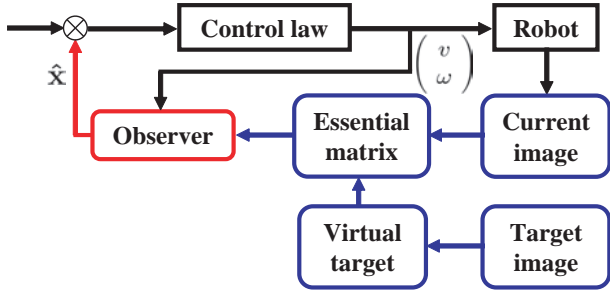 Control law
Robot
v
ω
x̂
Observer
Essential
matrix
Current
image
Virtual
target
Target
image